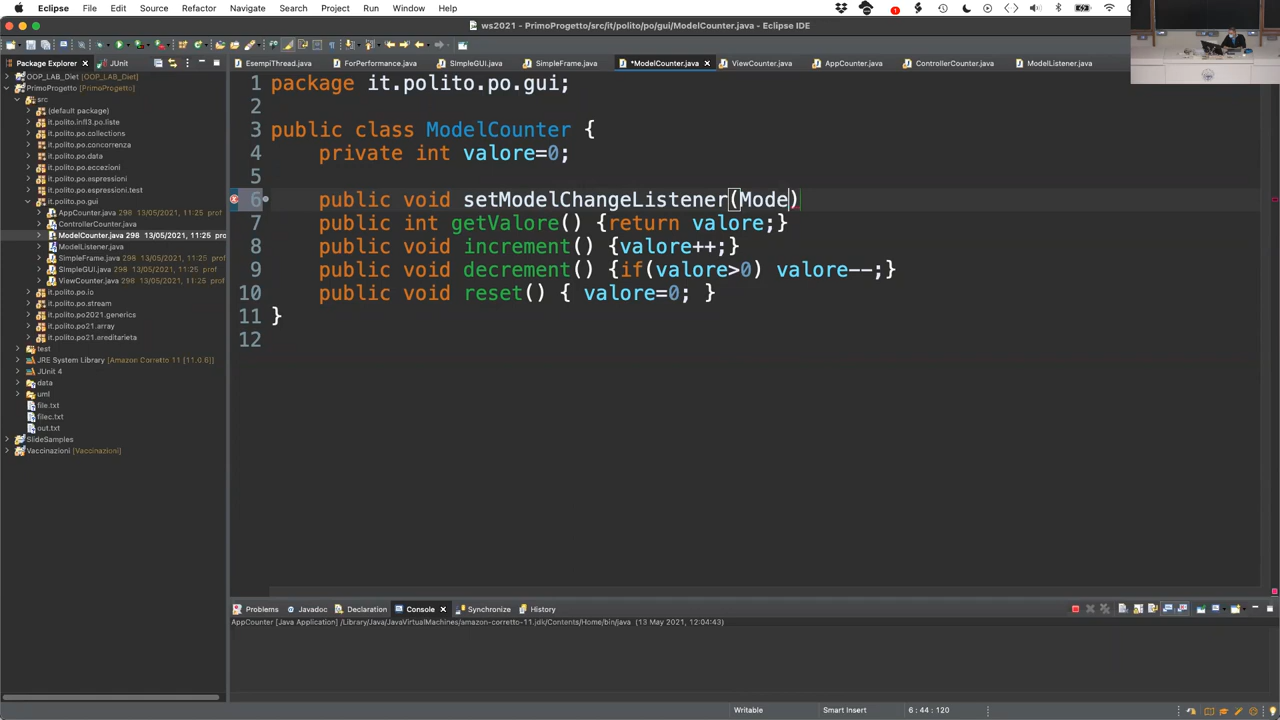 Eclipse File Edit Source Refactor Navigate Search Project Run Window Help
ws2021 - PrimoProgetto/src/it/polito/po/gui/ModelCounter.java - Eclipse IDE
Package Explorer JUnit
EsempiThread.java ForPerformance.java SImpleGUI.java SimpleFrame.java *ModelCounter.java ViewCounter.java AppCounter.java ControllerCounter.java ModelListener.java
OOP_LAB_Diet [OOP_LAB_Diet]
PrimoProgetto [PrimoProgetto]
src
(default package)
it.polito.inf13.po.liste
it.polito.po.collections
it.polito.po.concorrenza
it.polito.po.data
it.polito.po.eccezioni
it.polito.po.espressioni
it.polito.po.espressioni.test
it.polito.po.gui
AppCounter.java 298 13/05/2021, 11:25 pro
ControllerCounter.java
ModelCounter.java 298 13/05/2021, 11:25 pro
ModelListener.java
SimpleFrame.java 298 13/05/2021, 11:25 pro
SImpleGUI.java 298 13/05/2021, 11:25 prom
ViewCounter.java 298 13/05/2021, 11:25 pro
it.polito.po.io
it.polito.po.stream
it.polito.po2021.generics
it.polito.po21.array
it.polito.po21.ereditarieta
test
JRE System Library [Amazon Corretto 11 [11.0.6]]
JUnit 4
data
uml
file.txt
filec.txt
out.txt
SlideSamples
Vaccinazioni [Vaccinazioni]
1 package it.polito.po.gui;
2
3 public class ModelCounter {
4 private int valore=0;
5
6 public void setModelChangeListener(Mode)
7 public int getValore() {return valore;}
8 public void increment() {valore++;}
9 public void decrement() {if(valore>0) valore--;}
10 public void reset() { valore=0; }
11 }
12
Problems Javadoc Declaration Console Synchronize History
AppCounter [Java Application] /Library/Java/JavaVirtualMachines/amazon-corretto-11.jdk/Contents/Home/bin/java (13 May 2021, 12:04:43)
Writable Smart Insert 6 : 44 : 120